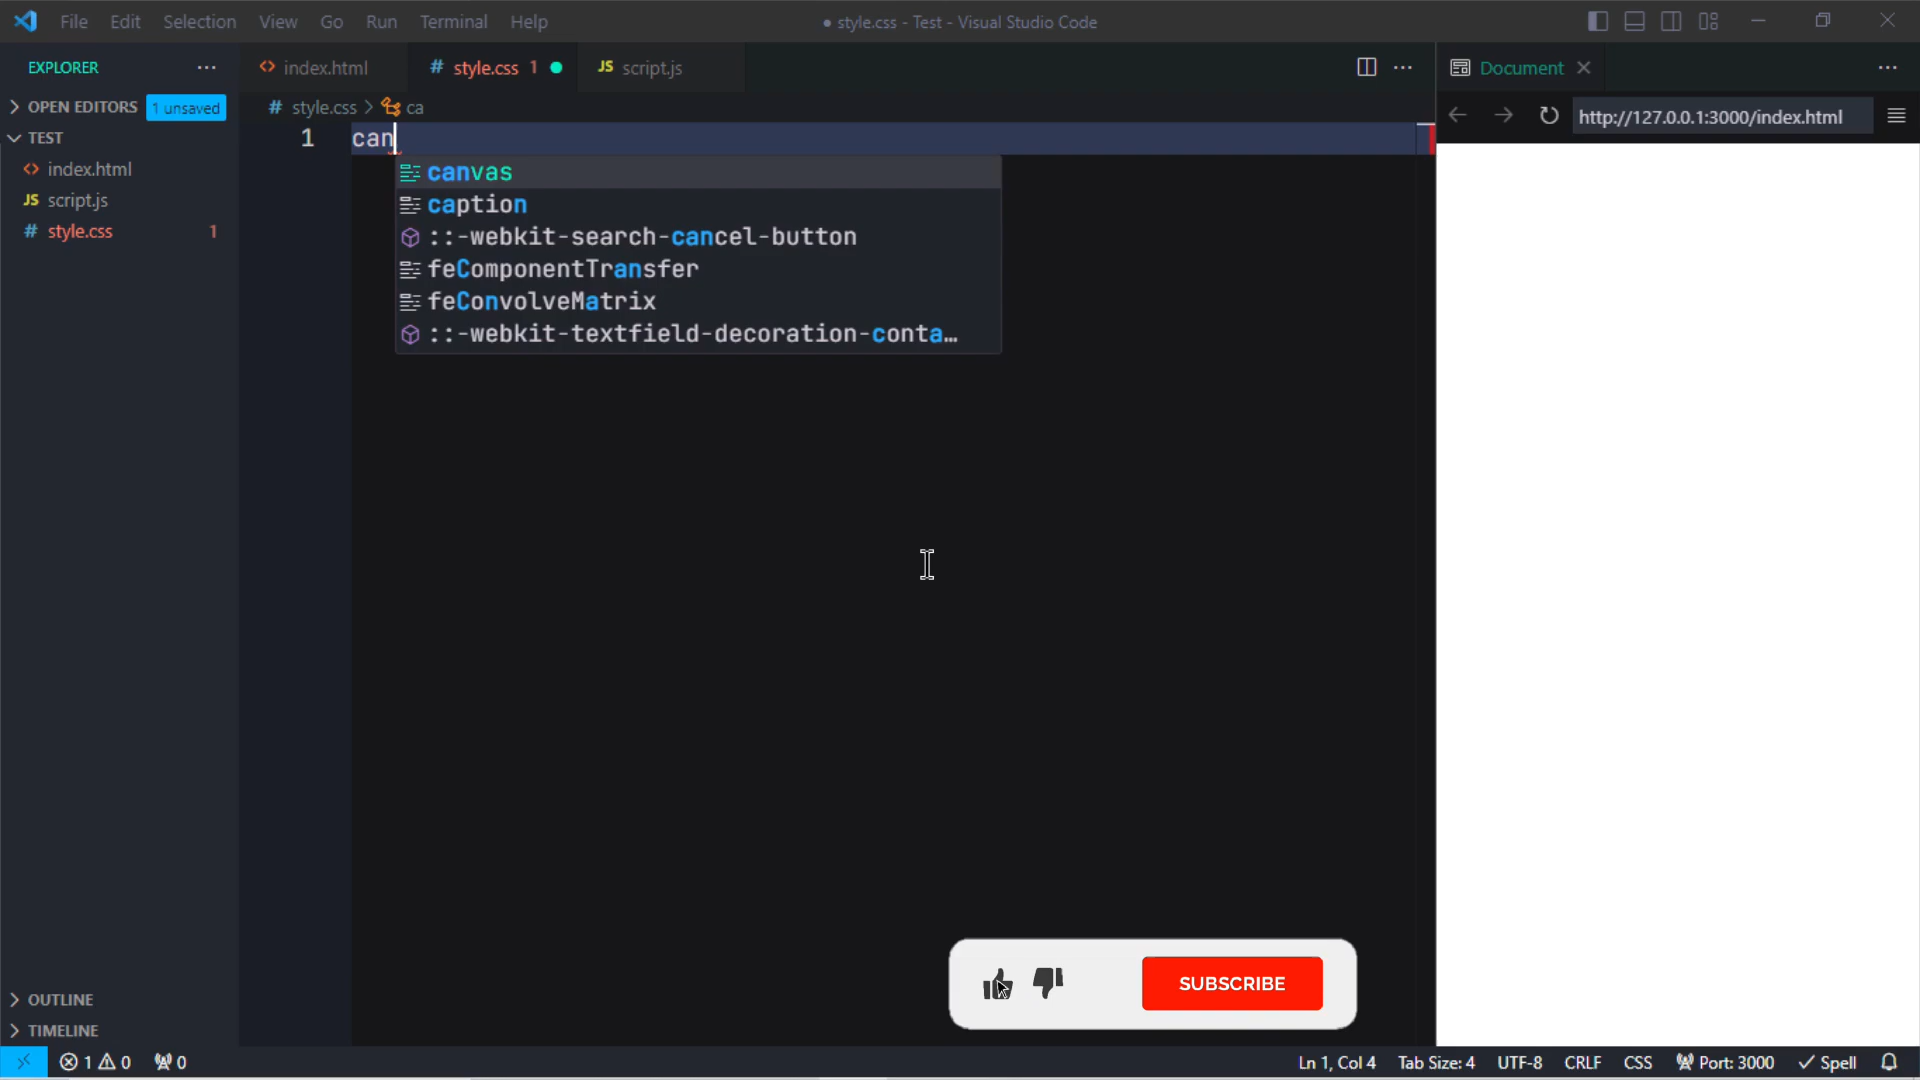 File Edit Selection View Go Run Terminal Help
● style.css - Test - Visual Studio Code
EXPLORER
OPEN EDITORS 1 unsaved
TEST
index.html
JS script.js
# style.css 1
OUTLINE
TIMELINE
index.html
# style.css 1
JS script.js
# style.css > ca
1 can
canvas
caption
::-webkit-search-cancel-button
feComponentTransfer
feConvolveMatrix
::-webkit-textfield-decoration-conta…
Document
http://127.0.0.1:3000/index.html
SUBSCRIBE
1 0 0
Ln 1, Col 4 Tab Size: 4 UTF-8 CRLF CSS Port: 3000 Spell